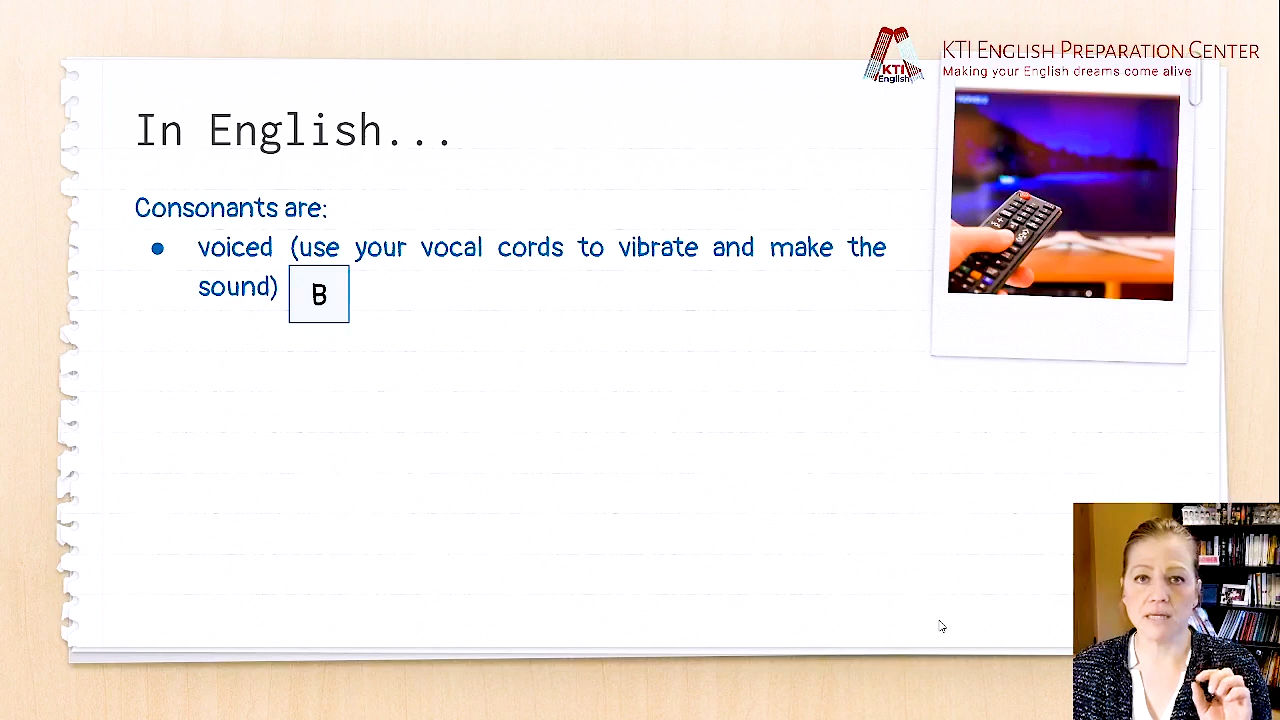 KTI ENGLISH PREPARATION CENTER
Making your English dreams come alive
KTI
English
In English...
Consonants are:
● voiced (use your vocal cords to vibrate and make the
sound) B